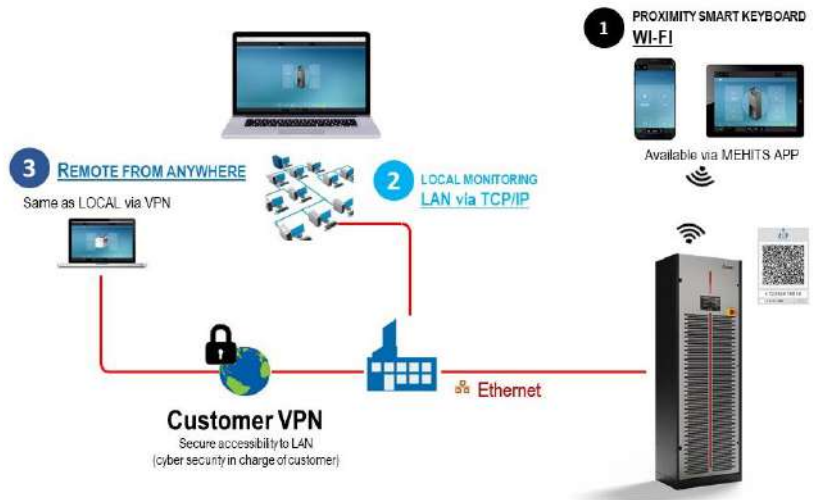 1
PROXIMITY SMART KEYBOARD
WI-FI
Available via MEHITS APP
3
REMOTE FROM ANYWHERE
Same as LOCAL via VPN
2
LOCAL MONITORING
LAN via TCP/IP
Ethernet
Customer VPN
Secure accessibility to LAN
(cyber security in charge of customer)